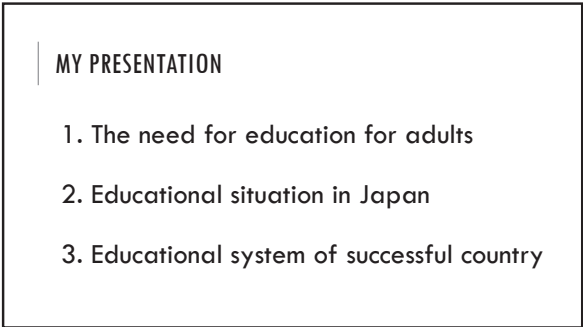 MY PRESENTATION
1. The need for education for adults
2. Educational situation in Japan
3. Educational system of successful country